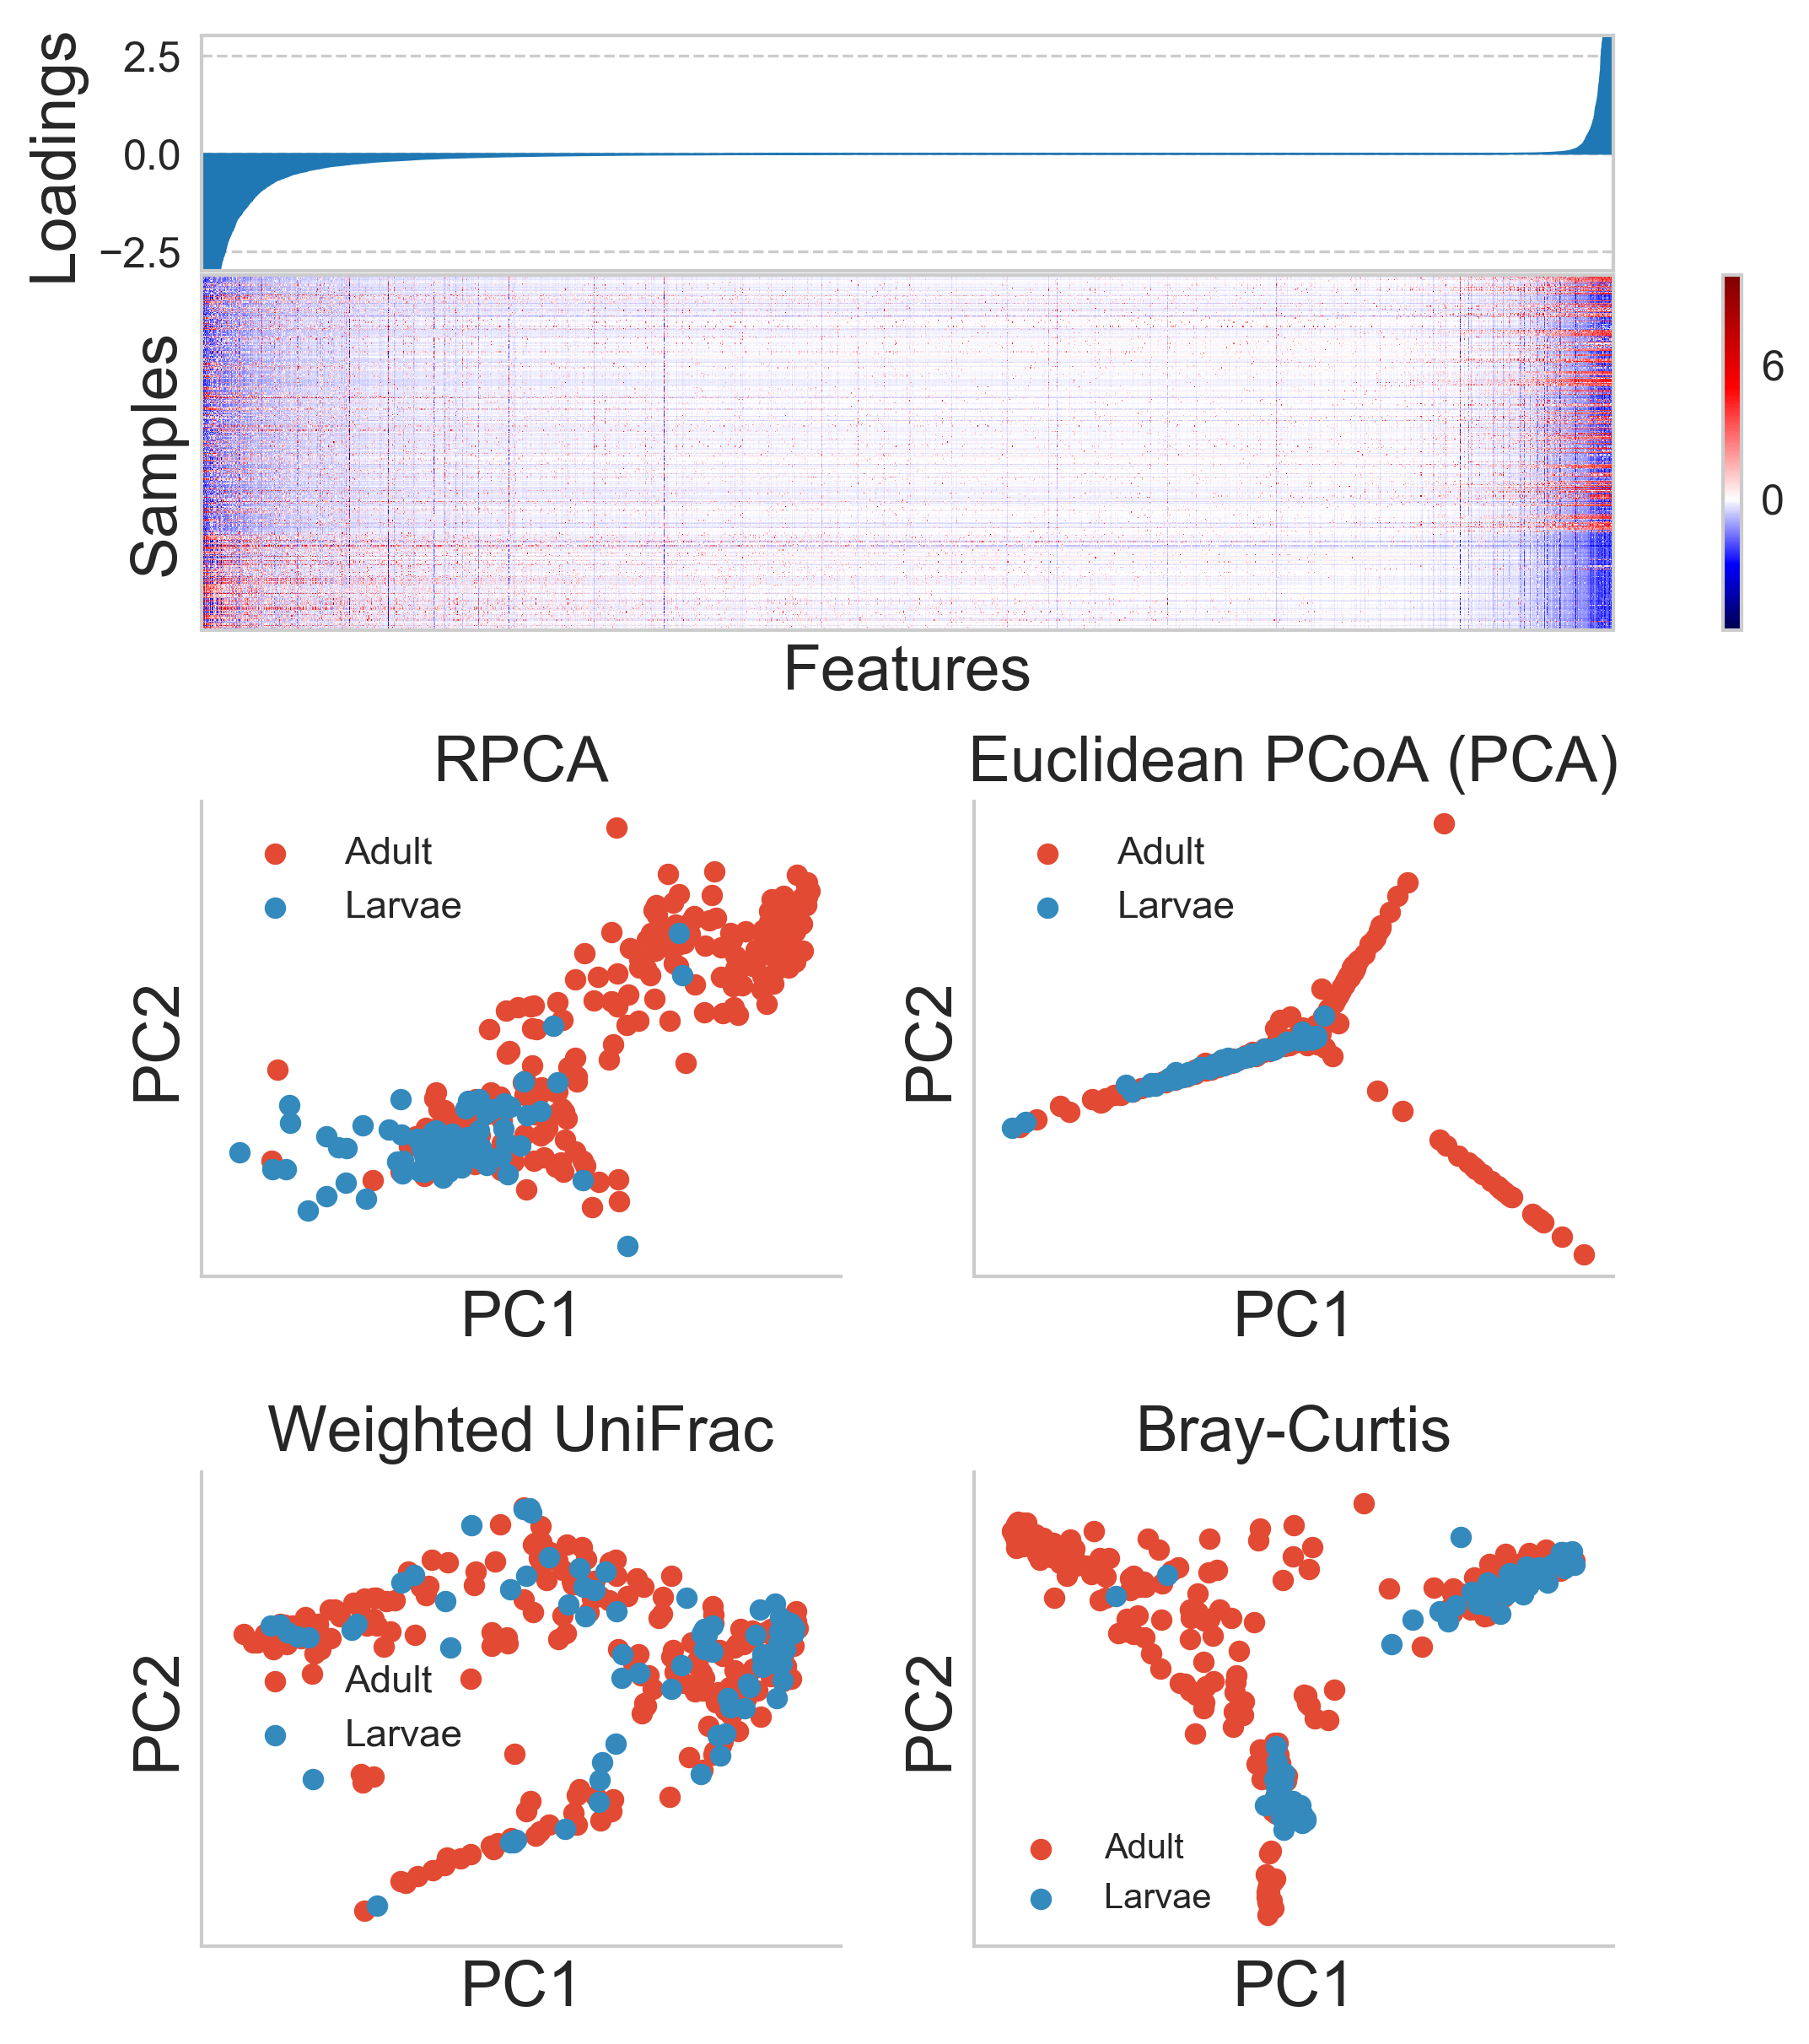 Loadings
2.5
0.0
−2.5
Samples
6
0
Features
RPCA
Euclidean PCoA (PCA)
Adult
Larvae
PC2
PC1
Adult
Larvae
PC2
PC1
Weighted UniFrac
Bray-Curtis
Adult
Larvae
PC2
PC1
Adult
Larvae
PC2
PC1